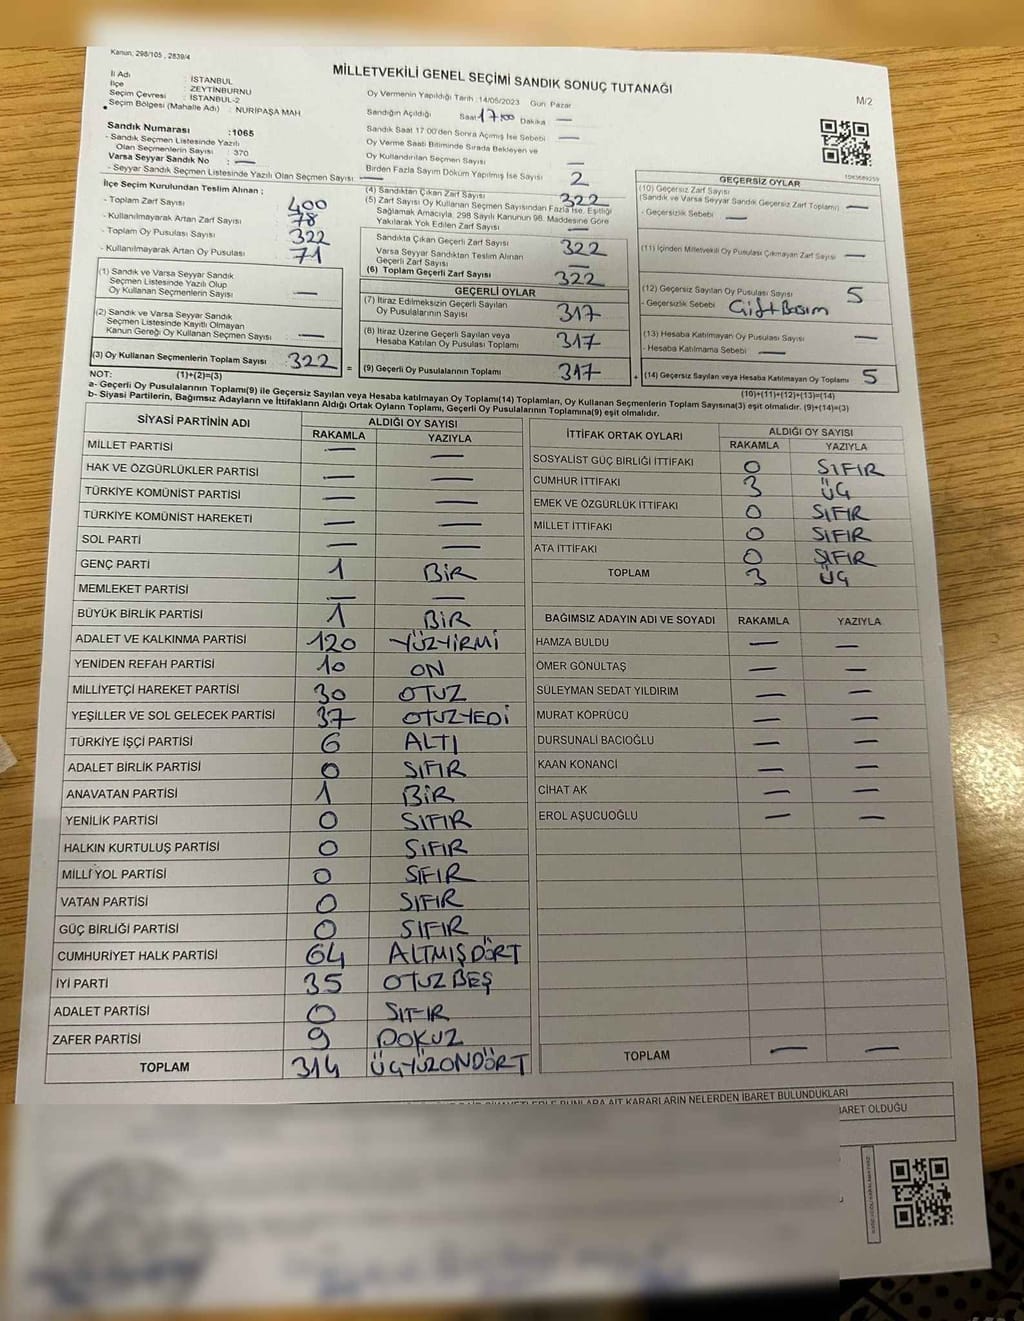 Kanun, 298/105 , 2839/4
MİLLETVEKİLİ GENEL SEÇİMİ SANDIK SONUÇ TUTANAĞI
M/2
İl Adı : İSTANBUL
İlçe : ZEYTİNBURNU
Seçim Çevresi : İSTANBUL-2
Seçim Bölgesi (Mahalle Adı) : NURİPAŞA MAH
Sandık Numarası : 1065
- Sandık Seçmen Listesinde Yazılı
Olan Seçmenlerin Sayısı : 370
Varsa Seyyar Sandık No : —
- Seyyar Sandık Seçmen Listesinde Yazılı Olan Seçmen Sayısı : —
Oy Vermenin Yapıldığı Tarih :14/05/2023 Gün Pazar
Sandığın Açıldığı Saat 17:00 Dakika —
Sandık Saat 17.00'den Sonra Açımış İse Sebebi —
Oy Verme Saati Bitiminde Sırada Bekleyen ve
Oy Kullandırılan Seçmen Sayısı —
Birden Fazla Sayım Döküm Yapılmış İse Sayısı 2
İlçe Seçim Kurulundan Teslim Alınan ;
- Toplam Zarf Sayısı 400
- Kullanılmayarak Artan Zarf Sayısı 78
- Toplam Oy Pusulası Sayısı 322
- Kullanılmayarak Artan Oy Pusulası 71
(1) Sandık ve Varsa Seyyar Sandık
Seçmen Listesinde Yazılı Olup
Oy Kullanan Seçmenlerin Sayısı —
(2) Sandık ve Varsa Seyyar Sandık
Seçmen Listesinde Kayıtlı Olmayan
Kanun Gereği Oy Kullanan Seçmen Sayısı —
(3) Oy Kullanan Seçmenlerin Toplam Sayısı 322 =
(4) Sandıktan Çıkan Zarf Sayısı 322
(5) Zarf Sayısı Oy Kullanan Seçmen Sayısından Fazla İse, Eşitliği
Sağlamak Amacıyla, 298 Sayılı Kanunun 98. Maddesine Göre
Yakılarak Yok Edilen Zarf Sayısı —
Sandıkta Çıkan Geçerli Zarf Sayısı 322
Varsa Seyyar Sandıktan Teslim Alınan
Geçerli Zarf Sayısı —
(6) Toplam Geçerli Zarf Sayısı 322
GEÇERLİ OYLAR
(7) İtiraz Edilmeksizin Geçerli Sayılan
Oy Pusulalarının Sayısı 317
(8) İtiraz Üzerine Geçerli Sayılan veya
Hesaba Katılan Oy Pusulası Toplamı 317
(9) Geçerli Oy Pusulalarının Toplamı 317 +
1063689259
GEÇERSİZ OYLAR
(10) Geçersiz Zarf Sayısı
(Sandık ve Varsa Seyyar Sandık Geçersiz Zarf Toplamı) —
- Geçersizlik Sebebi —
(11) İçinden Milletvekili Oy Pusulası Çıkmayan Zarf Sayısı —
(12) Geçersiz Sayılan Oy Pusulası Sayısı 5
- Geçersizlik Sebebi Çift Basım
(13) Hesaba Katılmayan Oy Pusulası Sayısı —
- Hesaba Katılmama Sebebi —
(14) Geçersiz Sayılan veya Hesaba Katılmayan Oy Toplamı 5
NOT: (1)+(2)=(3)
(10)+(11)+(12)+(13)=(14)
a- Geçerli Oy Pusulasının Toplamı(9) ile Geçersiz Sayılan veya Hesaba katılmayan Oy Toplamı(14) Toplamları, Oy Kullanan Seçmenlerin Toplam Sayısına(3) eşit olmalıdır. (9)+(14)=(3)
b- Siyasi Partilerin, Bağımsız Adayların ve İttifakların Aldığı Ortak Oyların Toplamı, Geçerli Oy Pusulalarının Toplamına(9) eşit olmalıdır.
SİYASİ PARTİNİN ADI ALDIĞI OY SAYISI
RAKAMLA YAZIYLA
MİLLET PARTİSİ — —
HAK VE ÖZGÜRLÜKLER PARTİSİ — —
TÜRKİYE KOMÜNİST PARTİSİ — —
TÜRKİYE KOMÜNİST HAREKETİ — —
SOL PARTİ — —
GENÇ PARTİ 1 BİR
MEMLEKET PARTİSİ — —
BÜYÜK BİRLİK PARTİSİ 1 BİR
ADALET VE KALKINMA PARTİSİ 120 YÜZYİRMİ
YENİDEN REFAH PARTİSİ 10 ON
MİLLİYETÇİ HAREKET PARTİSİ 30 OTUZ
YEŞİLLER VE SOL GELECEK PARTİSİ 37 OTUZYEDİ
TÜRKİYE İŞÇİ PARTİSİ 6 ALTI
ADALET BİRLİK PARTİSİ 0 SIFIR
ANAVATAN PARTİSİ 1 BİR
YENİLİK PARTİSİ 0 SIFIR
HALKIN KURTULUŞ PARTİSİ 0 SIFIR
MİLLİ YOL PARTİSİ 0 SIFIR
VATAN PARTİSİ 0 SIFIR
GÜÇ BİRLİĞİ PARTİSİ 0 SIFIR
CUMHURİYET HALK PARTİSİ 64 ALTMIŞDÖRT
İYİ PARTİ 35 OTUZBEŞ
ADALET PARTİSİ 0 SIFIR
ZAFER PARTİSİ 9 DOKUZ
TOPLAM 314 ÜÇYÜZONDÖRT
İTTİFAK ORTAK OYLARI ALDIĞI OY SAYISI
RAKAMLA YAZIYLA
SOSYALİST GÜÇ BİRLİĞİ İTTİFAKI 0 SIFIR
CUMHUR İTTİFAKI 3 ÜÇ
EMEK VE ÖZGÜRLÜK İTTİFAKI 0 SIFIR
MİLLET İTTİFAKI 0 SIFIR
ATA İTTİFAKI 0 SIFIR
TOPLAM 3 ÜÇ
BAĞIMSIZ ADAYIN ADI VE SOYADI RAKAMLA YAZIYLA
HAMZA BULDU — —
ÖMER GÖNÜLTAŞ — —
SÜLEYMAN SEDAT YILDIRIM — —
MURAT KÖPRÜCÜ — —
DURSUNALİ BACIOĞLU — —
KAAN KONANCİ — —
CİHAT AK — —
EROL AŞUCUOĞLU — —
TOPLAM — —
KARARLARIN NELERDEN İBARET BULUNDUKLARI
İBARET OLDUĞU